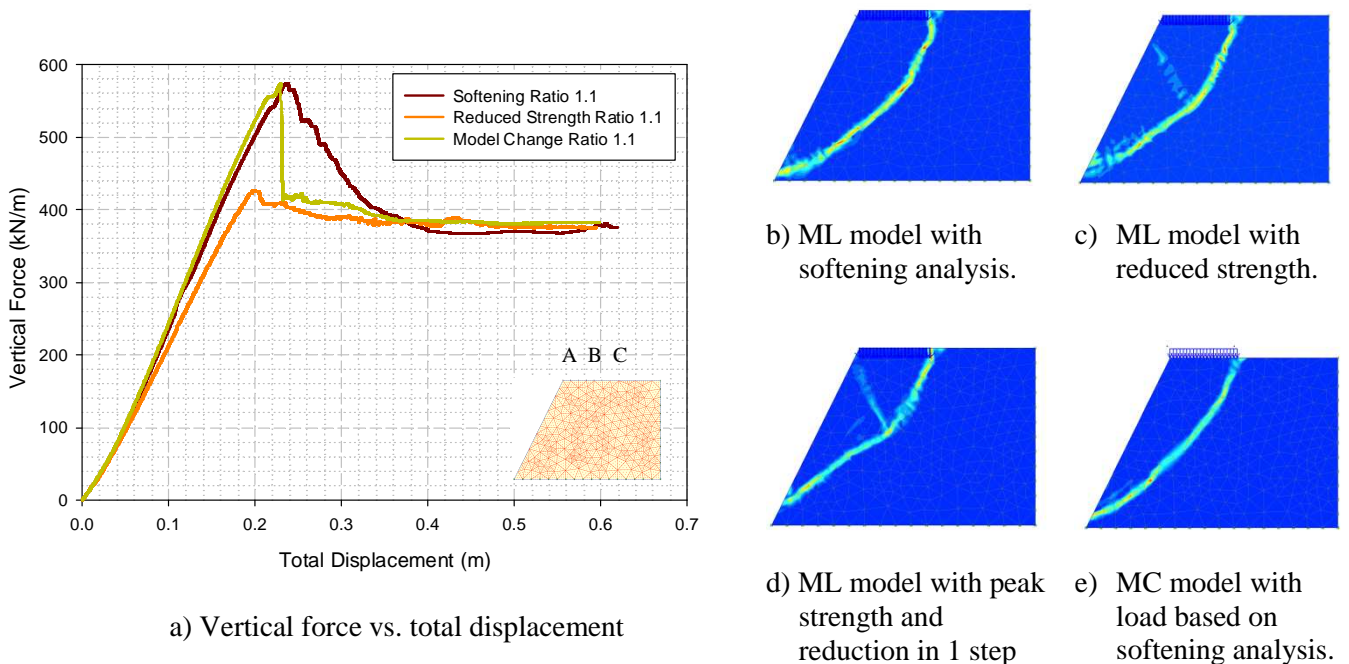 600
500
400
300
200
100
0
Vertical Force (kN/m)
Softening Ratio 1.1
Reduced Strength Ratio 1.1
Model Change Ratio 1.1
A B C
0.0 0.1 0.2 0.3 0.4 0.5 0.6 0.7
Total Displacement (m)
a) Vertical force vs. total displacement
b) ML model with
softening analysis.
c) ML model with
reduced strength.
d) ML model with peak
strength and
reduction in 1 step
e) MC model with
load based on
softening analysis.